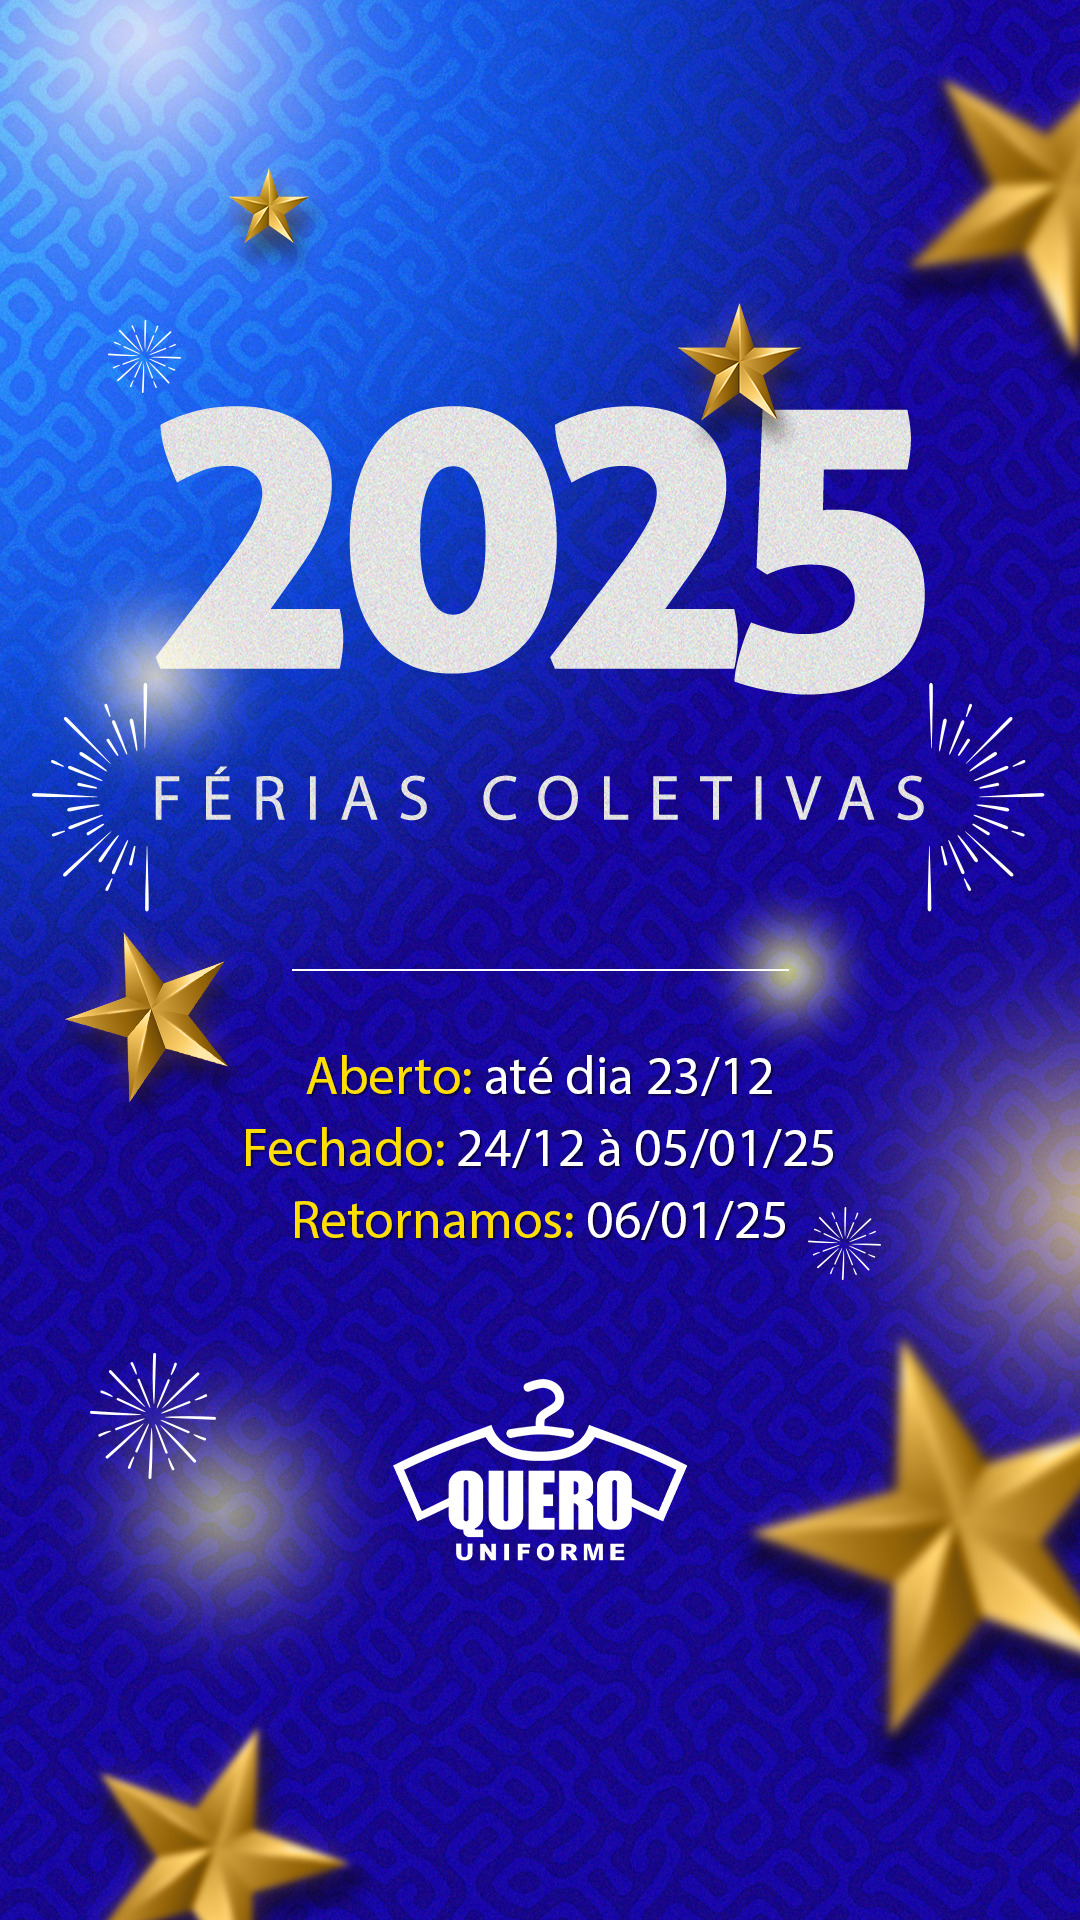 2025
FÉRIAS COLETIVAS
Aberto: até dia 23/12
Fechado: 24/12 à 05/01/25
Retornamos: 06/01/25
QUERO
UNIFORME